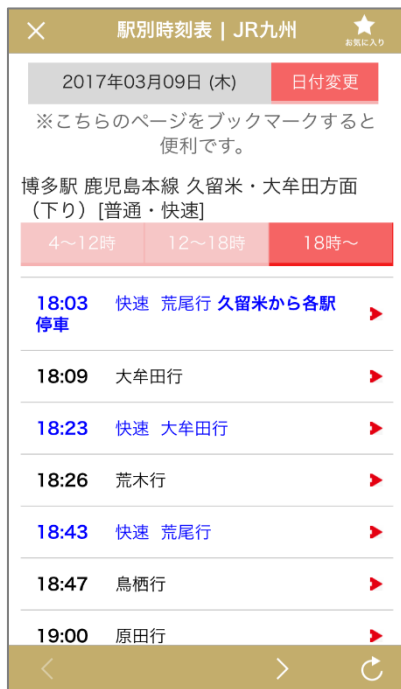 駅別時刻表 | JR九州
お気に入り
2017年03月09日 (木)
日付変更
※こちらのページをブックマークすると
便利です。
博多駅 鹿児島本線 久留米・大牟田方面
（下り）[普通・快速]
4〜12時
12〜18時
18時〜
18:03 快速 荒尾行 久留米から各駅
停車
18:09 大牟田行
18:23 快速 大牟田行
18:26 荒木行
18:43 快速 荒尾行
18:47 鳥栖行
19:00 原田行